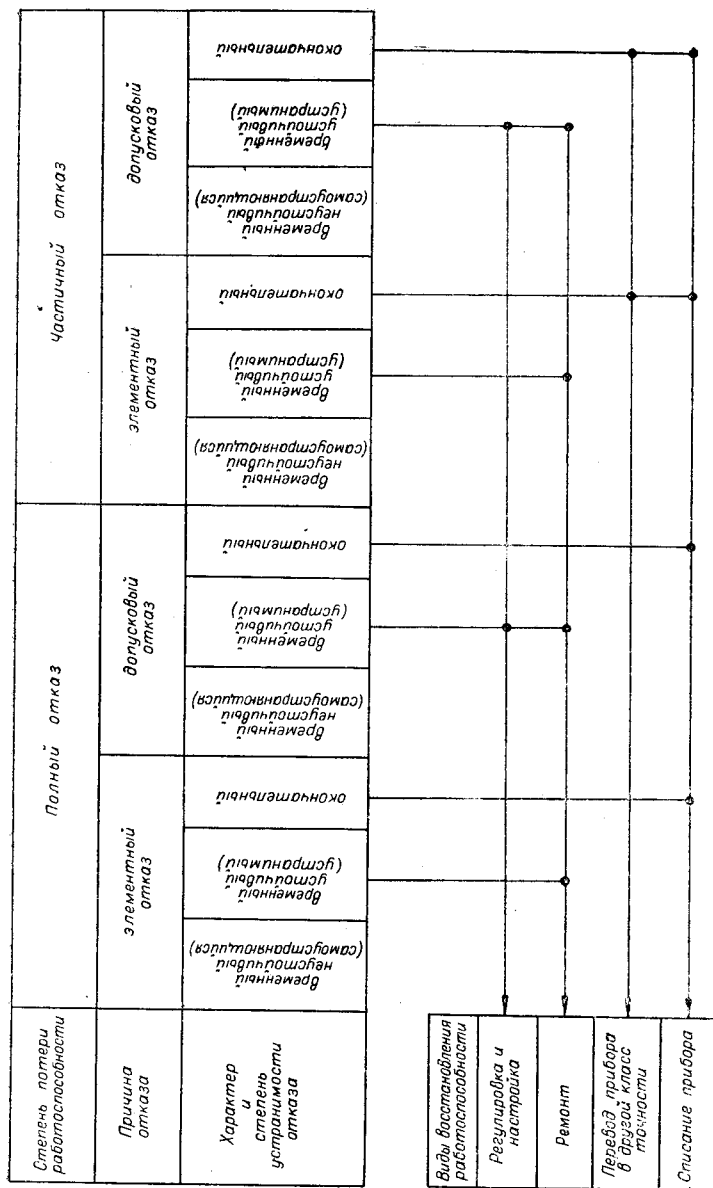 Степень потери
работоспособности
Полный отказ
Частичный отказ
Причина
отказа
элементный
отказ
допусковый
отказ
элементный
отказ
допусковый
отказ
Характер
и
степень
устранимости
отказа
временный
неустойчивый
(самоустраняющийся)
временный
устойчивый
(устранимый)
окончательный
временный
неустойчивый
(самоустраняющийся)
временный
устойчивый
(устранимый)
окончательный
временный
неустойчивый
(самоустраняющийся)
временный
устойчивый
(устранимый)
окончательный
временный
неустойчивый
(самоустраняющийся)
временный
устойчивый
(устранимый)
окончательный
Виды восстановления
работоспособности
Регулировка и
настройка
Ремонт
Перевод прибора
в другой класс
точности
Списание прибора